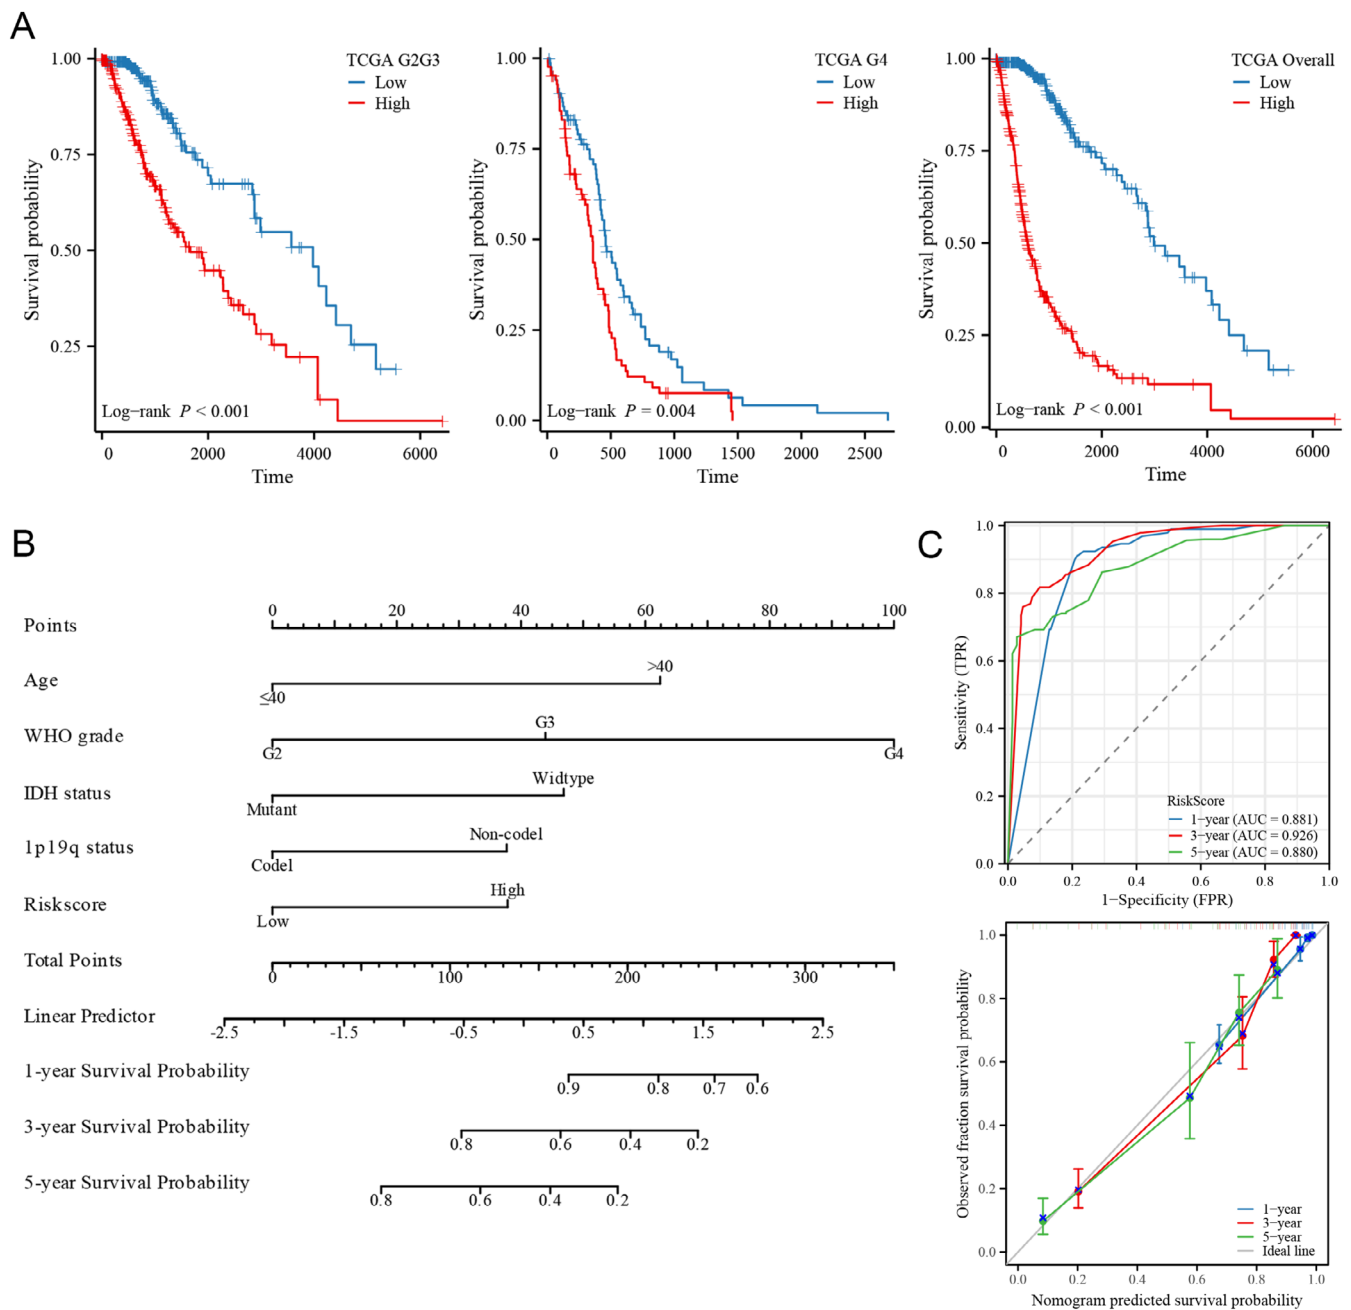 A
TCGA G2G3
Low
High
1.00
0.75
0.50
0.25
Survival probability
Log−rank P < 0.001
0 2000 4000 6000
Time
TCGA G4
Low
High
1.00
0.75
0.50
0.25
0.00
Survival probability
Log−rank P = 0.004
0 500 1000 1500 2000 2500
Time
TCGA Overall
Low
High
1.00
0.75
0.50
0.25
0.00
Survival probability
Log−rank P < 0.001
0 2000 4000 6000
Time
B
Points
0 20 40 60 80 100
Age
>40
≤40
WHO grade
G3
G2 G4
IDH status
Widtype
Mutant
1p19q status
Non-codel
Codel
Riskscore
High
Low
Total Points
0 100 200 300
Linear Predictor
-2.5 -1.5 -0.5 0.5 1.5 2.5
1-year Survival Probability
0.9 0.8 0.7 0.6
3-year Survival Probability
0.8 0.6 0.4 0.2
5-year Survival Probability
0.8 0.6 0.4 0.2
C
1.0
0.8
0.6
0.4
0.2
0.0
Sensitivity (TPR)
RiskScore
1−year (AUC = 0.881)
3−year (AUC = 0.926)
5−year (AUC = 0.880)
0.0 0.2 0.4 0.6 0.8 1.0
1−Specificity (FPR)
1.0
0.8
0.6
0.4
0.2
0.0
Observed fraction survival probability
1−year
3−year
5−year
Ideal line
0.0 0.2 0.4 0.6 0.8 1.0
Nomogram predicted survival probability